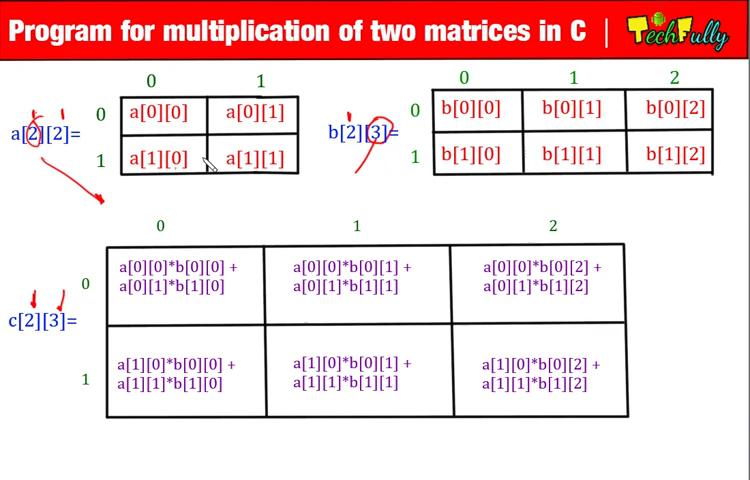 Program for multiplication of two matrices in C | TechFully
0 1
a[2][2]=
0 a[0][0] a[0][1]
1 a[1][0] a[1][1]
0 1 2
b[2][3]=
0 b[0][0] b[0][1] b[0][2]
1 b[1][0] b[1][1] b[1][2]
0 1 2
c[2][3]=
0
a[0][0]*b[0][0] + a[0][0]*b[0][1] + a[0][0]*b[0][2] +
a[0][1]*b[1][0] a[0][1]*b[1][1] a[0][1]*b[1][2]
1
a[1][0]*b[0][0] + a[1][0]*b[0][1] + a[1][0]*b[0][2] +
a[1][1]*b[1][0] a[1][1]*b[1][1] a[1][1]*b[1][2]